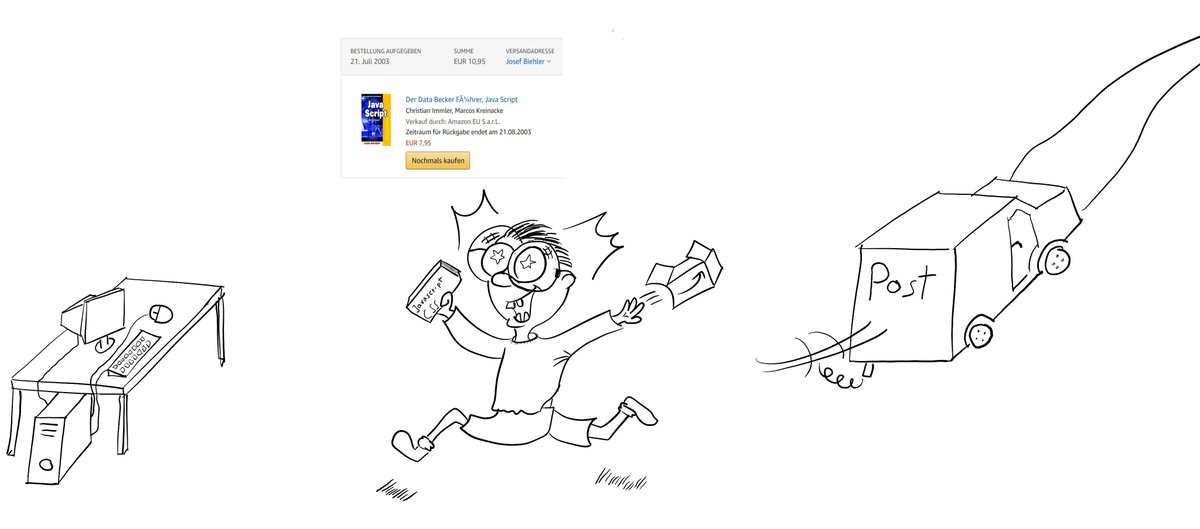 BESTELLUNG AUFGEGEBEN
21. Juli 2003
SUMME
EUR 10,95
VERSANDADRESSE
Josef Biehler
Java
Script
Der Data Becker FÃ¼hrer, Java Script
Christian Immler, Marcos Kreinacke
Verkauf durch: Amazon EU S.a.r.L.
Zeitraum für Rückgabe endet am 21.08.2003
EUR 7,95
Nochmals kaufen
Javascript
CSS
Post